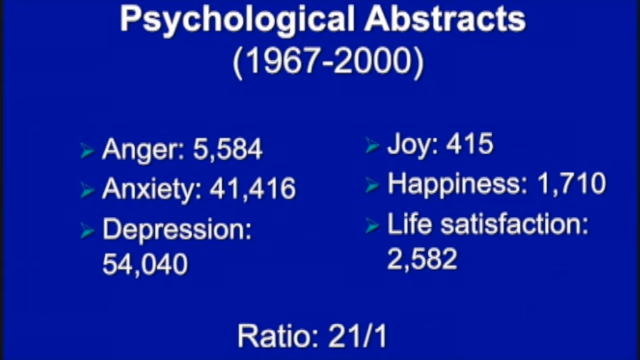 Psychological Abstracts
(1967-2000)
Anger: 5,584
Anxiety: 41,416
Depression:
54,040
Joy: 415
Happiness: 1,710
Life satisfaction:
2,582
Ratio: 21/1